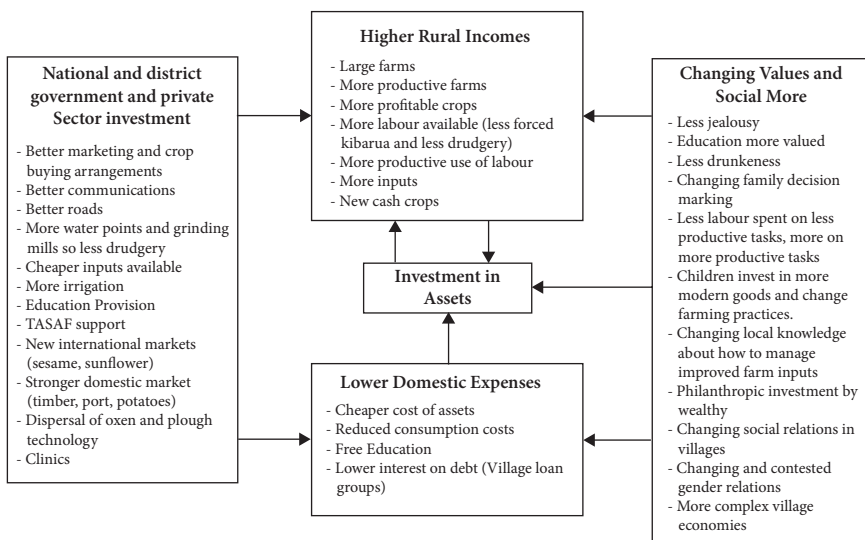 National and district
government and private
Sector investment
- Better marketing and crop
buying arrangements
- Better communications
- Better roads
- More water points and grinding
mills so less drudgery
- Cheaper inputs available
- More irrigation
- Education Provision
- TASAF support
- New international markets
(sesame, sunflower)
- Stronger domestic market
(timber, port, potatoes)
- Dispersal of oxen and plough
technology
- Clinics
Higher Rural Incomes
- Large farms
- More productive farms
- More profitable crops
- More labour available (less forced
kibarua and less drudgery)
- More productive use of labour
- More inputs
- New cash crops
Investment in
Assets
Lower Domestic Expenses
- Cheaper cost of assets
- Reduced consumption costs
- Free Education
- Lower interest on debt (Village loan
groups)
Changing Values and
Social More
- Less jealousy
- Education more valued
- Less drunkeness
- Changing family decision
marking
- Less labour spent on less
productive tasks, more on
more productive tasks
- Children invest in more
modern goods and change
farming practices.
- Changing local knowledge
about how to manage
improved farm inputs
- Philanthropic investment by
wealthy
- Changing social relations in
villages
- Changing and contested
gender relations
- More complex village
economies